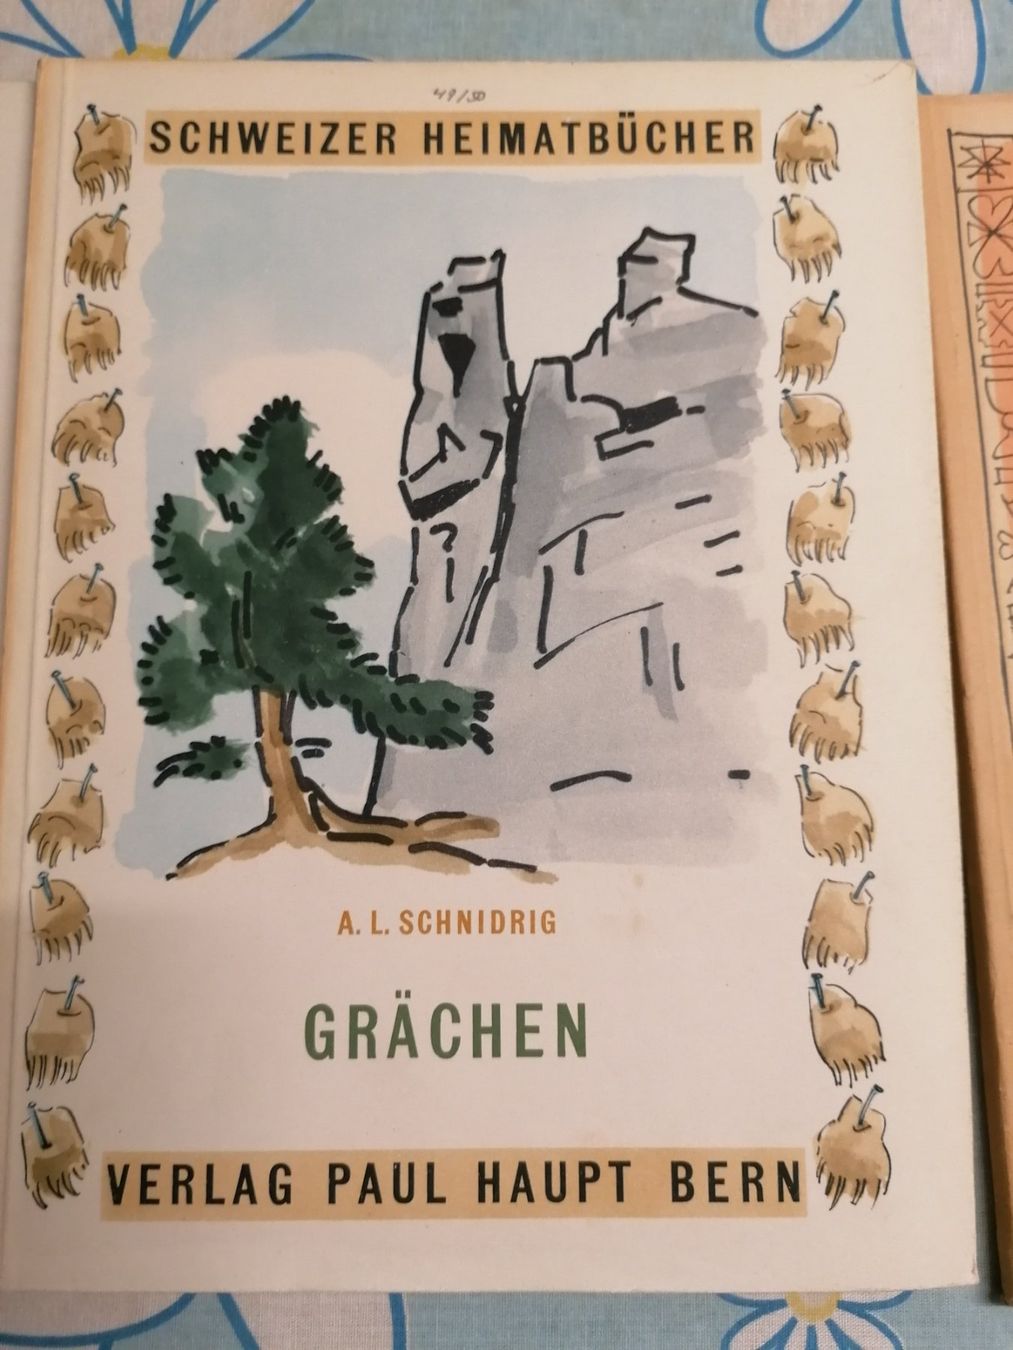 49/50
SCHWEIZER HEIMATBÜCHER
A. L. SCHNIDRIG
GRÄCHEN
VERLAG PAUL HAUPT BERN